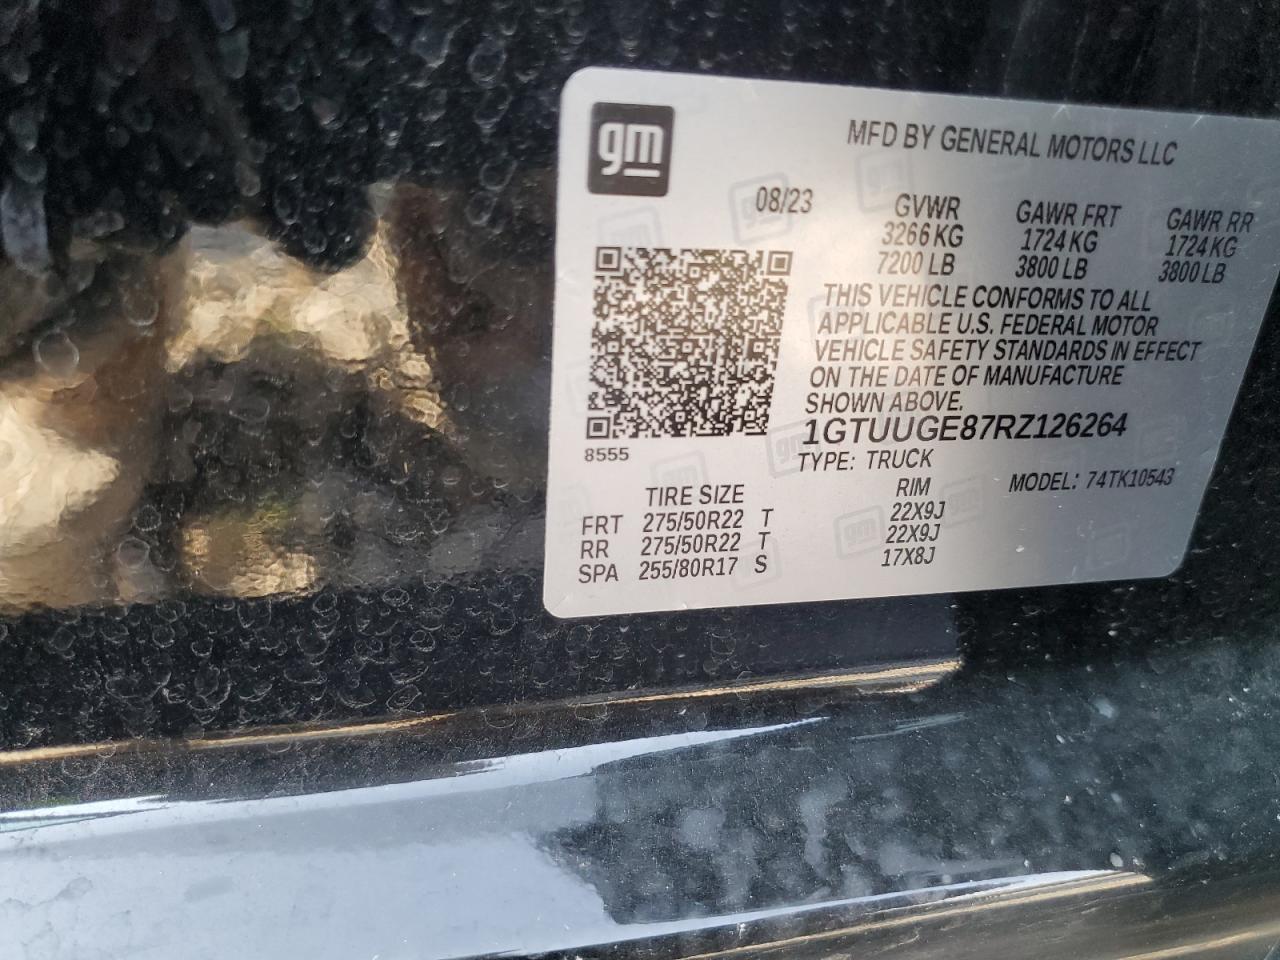 gm
MFD BY GENERAL MOTORS LLC
08/23
GVWR GAWR FRT GAWR RR
3266 KG 1724 KG 1724 KG
7200 LB 3800 LB 3800 LB
THIS VEHICLE CONFORMS TO ALL
APPLICABLE U.S. FEDERAL MOTOR
VEHICLE SAFETY STANDARDS IN EFFECT
ON THE DATE OF MANUFACTURE
SHOWN ABOVE.
1GTUUGE87RZ126264
8555
TYPE: TRUCK
MODEL: 74TK10543
TIRE SIZE RIM
FRT 275/50R22 T 22X9J
RR 275/50R22 T 22X9J
SPA 255/80R17 S 17X8J